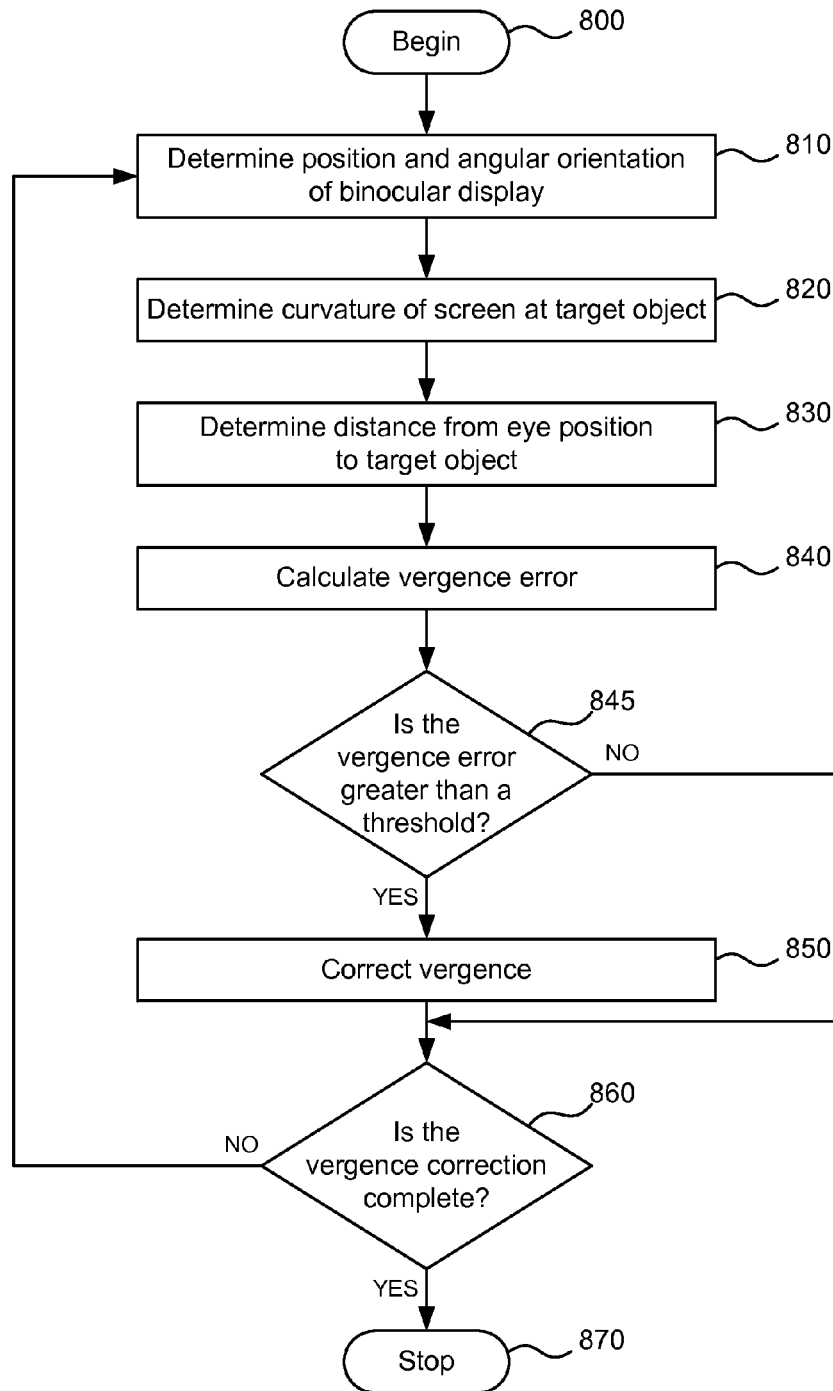 Begin
800
Determine position and angular orientation
of binocular display
810
Determine curvature of screen at target object
820
Determine distance from eye position
to target object
830
Calculate vergence error
840
Is the
vergence error
greater than a
threshold?
845
NO
YES
Correct vergence
850
Is the
vergence correction
complete?
860
NO
YES
Stop
870